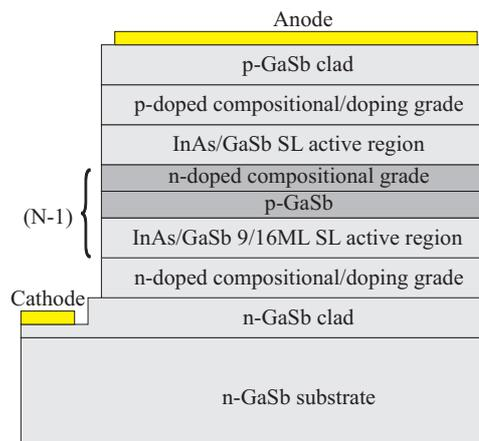 Anode
p-GaSb clad
p-doped compositional/doping grade
InAs/GaSb SL active region
n-doped compositional grade
p-GaSb
(N-1)
InAs/GaSb 9/16ML SL active region
n-doped compositional/doping grade
Cathode
n-GaSb clad
n-GaSb substrate